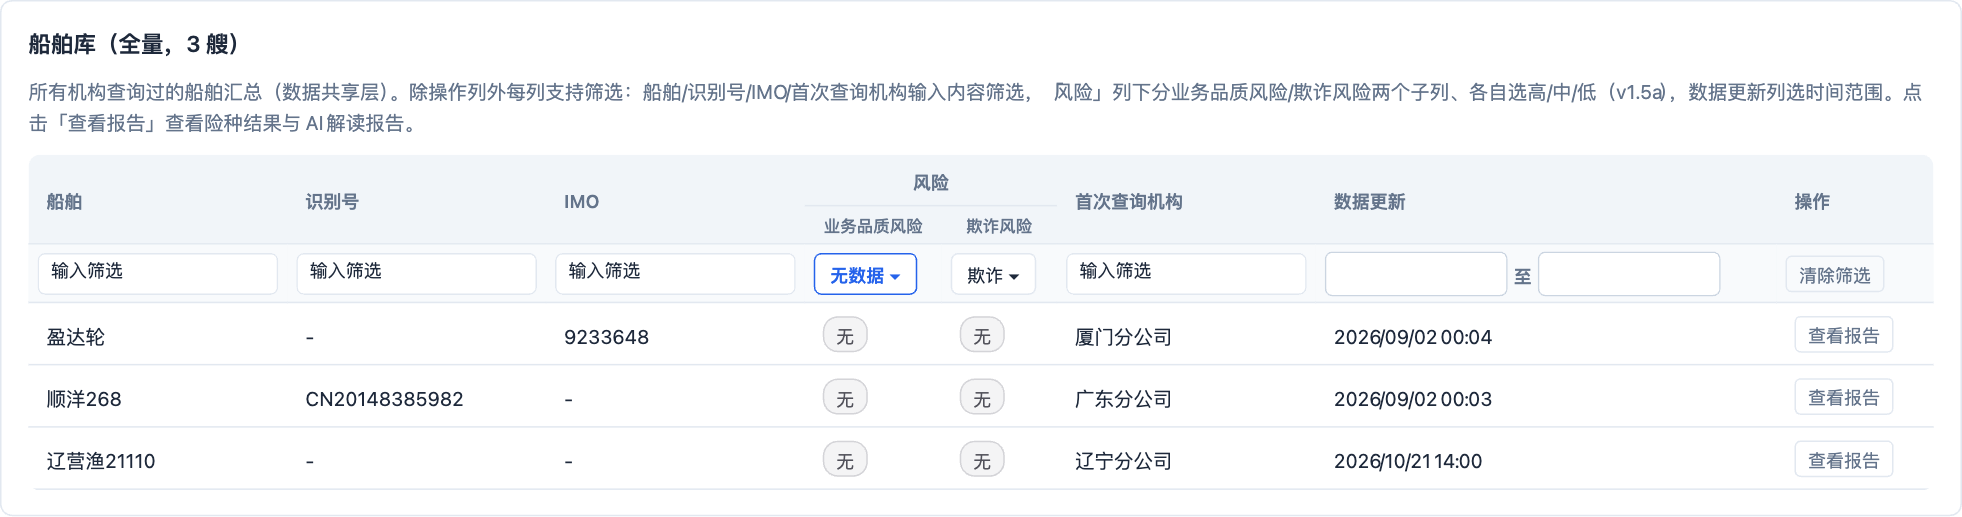 船舶库（全量，3 艘）
所有机构查询过的船舶汇总（数据共享层）。除操作列外每列支持筛选：船舶/识别号/IMO/首次查询机构输入内容筛选，「风险」列下分业务品质风险/欺诈风险两个子列、各自选高/中/低（v1.5a），数据更新列选时间范围。点
击「查看报告」查看险种结果与 AI 解读报告。
船舶 识别号 IMO 风险 首次查询机构 数据更新 操作
业务品质风险 欺诈风险
输入筛选 输入筛选 输入筛选 无数据 欺诈 输入筛选 至 清除筛选
盈达轮 - 9233648 无 无 厦门分公司 2026/09/02 00:04 查看报告
顺洋268 CN20148385982 - 无 无 广东分公司 2026/09/02 00:03 查看报告
辽营渔21110 - - 无 无 辽宁分公司 2026/10/21 14:00 查看报告